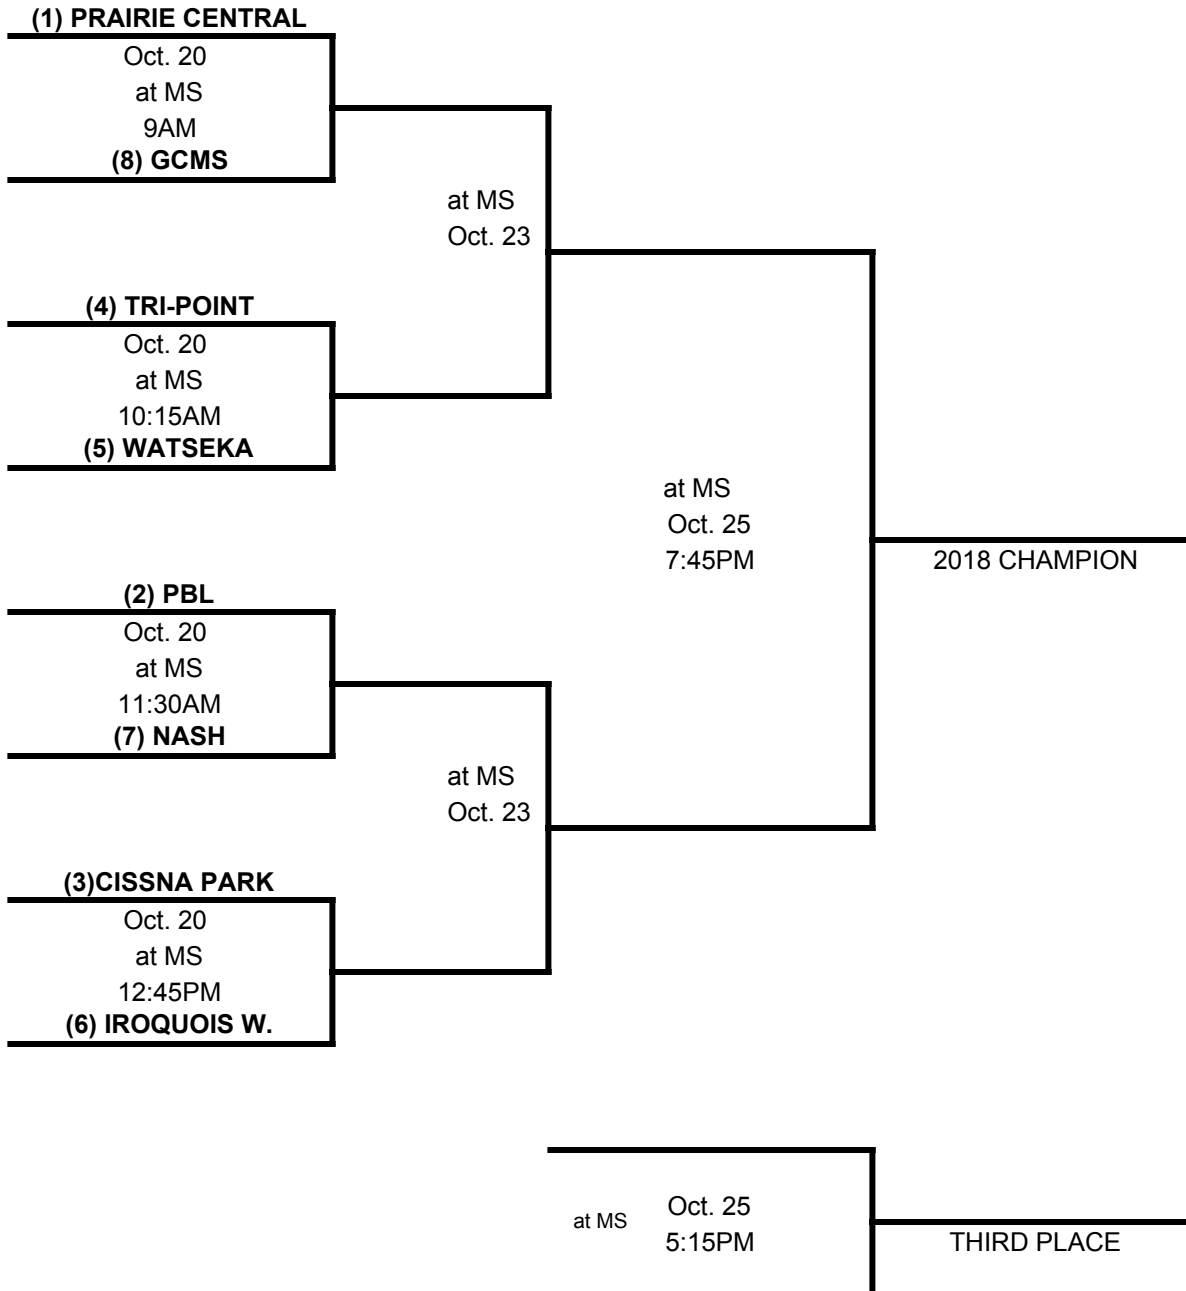 (1) PRAIRIE CENTRAL
Oct. 20
at MS
9AM
(8) GCMS
at MS
Oct. 23
(4) TRI-POINT
Oct. 20
at MS
10:15AM
(5) WATSEKA
at MS
Oct. 25
7:45PM
2018 CHAMPION
(2) PBL
Oct. 20
at MS
11:30AM
(7) NASH
at MS
Oct. 23
(3)CISSNA PARK
Oct. 20
at MS
12:45PM
(6) IROQUOIS W.
at MS
Oct. 25
5:15PM
THIRD PLACE